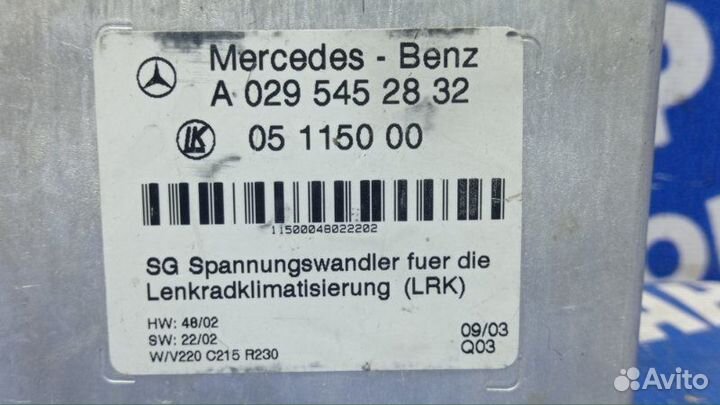 Mercedes - Benz
A 029 545 28 32
LK
05 1150 00
11500048022202
SG Spannungswandler fuer die
Lenkradklimatisierung (LRK)
HW: 48/02
SW: 22/02
W/V220 C215 R230
09/03
Q03
Avito